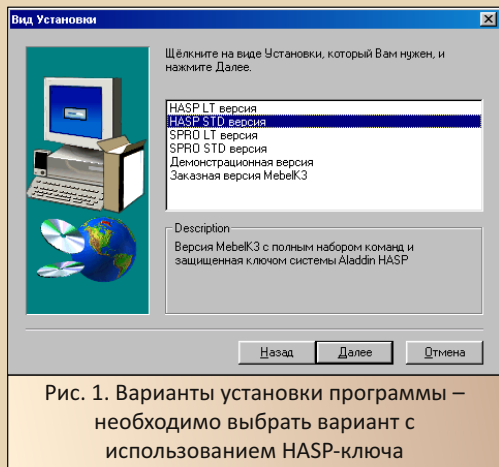 Вид Установки
Щёлкните на виде Установки, который Вам нужен, и
нажмите Далее.
HASP LT версия
HASP STD версия
SPRO LT версия
SPRO STD версия
Демонстрационная версия
Заказная версия MebelK3
Description
Версия MebelK3 с полным набором команд и
защищенная ключом системы Aladdin HASP
Назад
Далее
Отмена
Рис. 1. Варианты установки программы –
необходимо выбрать вариант с
использованием HASP-ключа